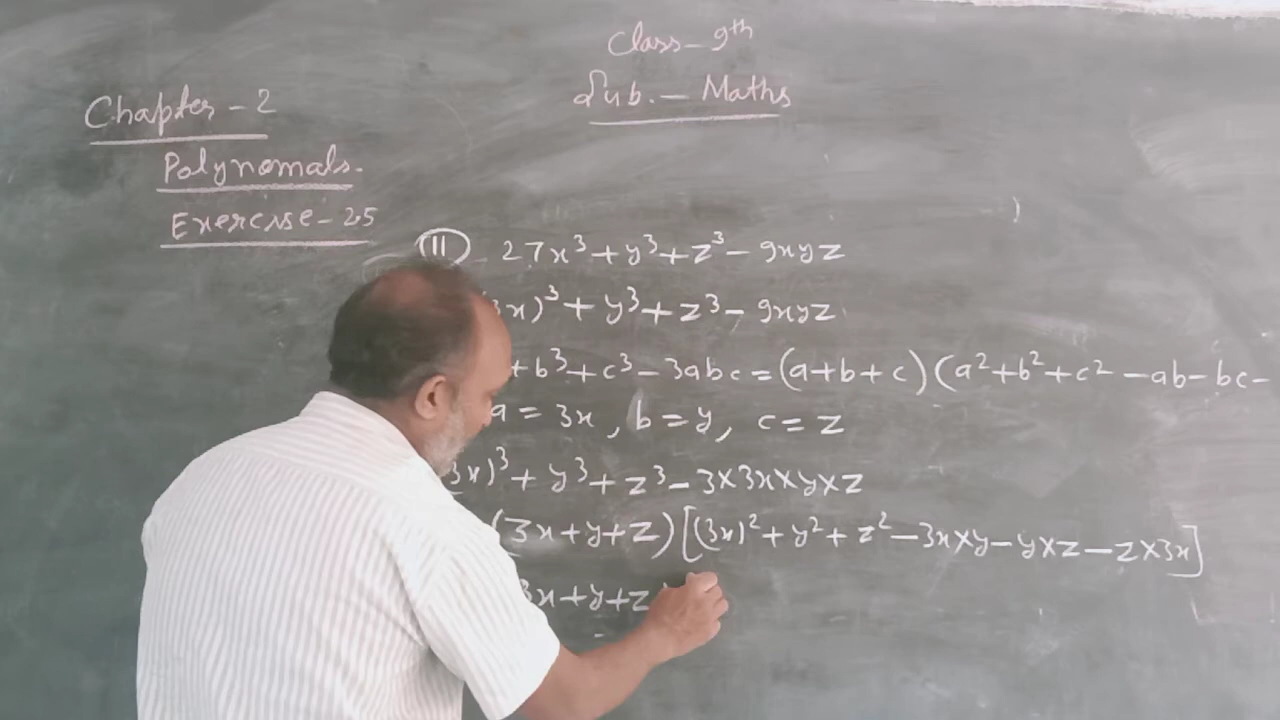 Class - 9th
Sub. - Maths
Chapter - 2
Polynomals.
Exercise - 2.5
(11) 27x³ + y³ + z³ - 9xyz
3x)³ + y³ + z³ - 9xyz
+ b³ + c³ - 3abc = (a + b + c) (a² + b² + c² - ab - bc -
a = 3x, b = y, c = z
3x)³ + y³ + z³ - 3×3x×y×z
(3x + y + z) [(3x)² + y² + z² - 3x×y - y×z - z×3x]
3x + y + z